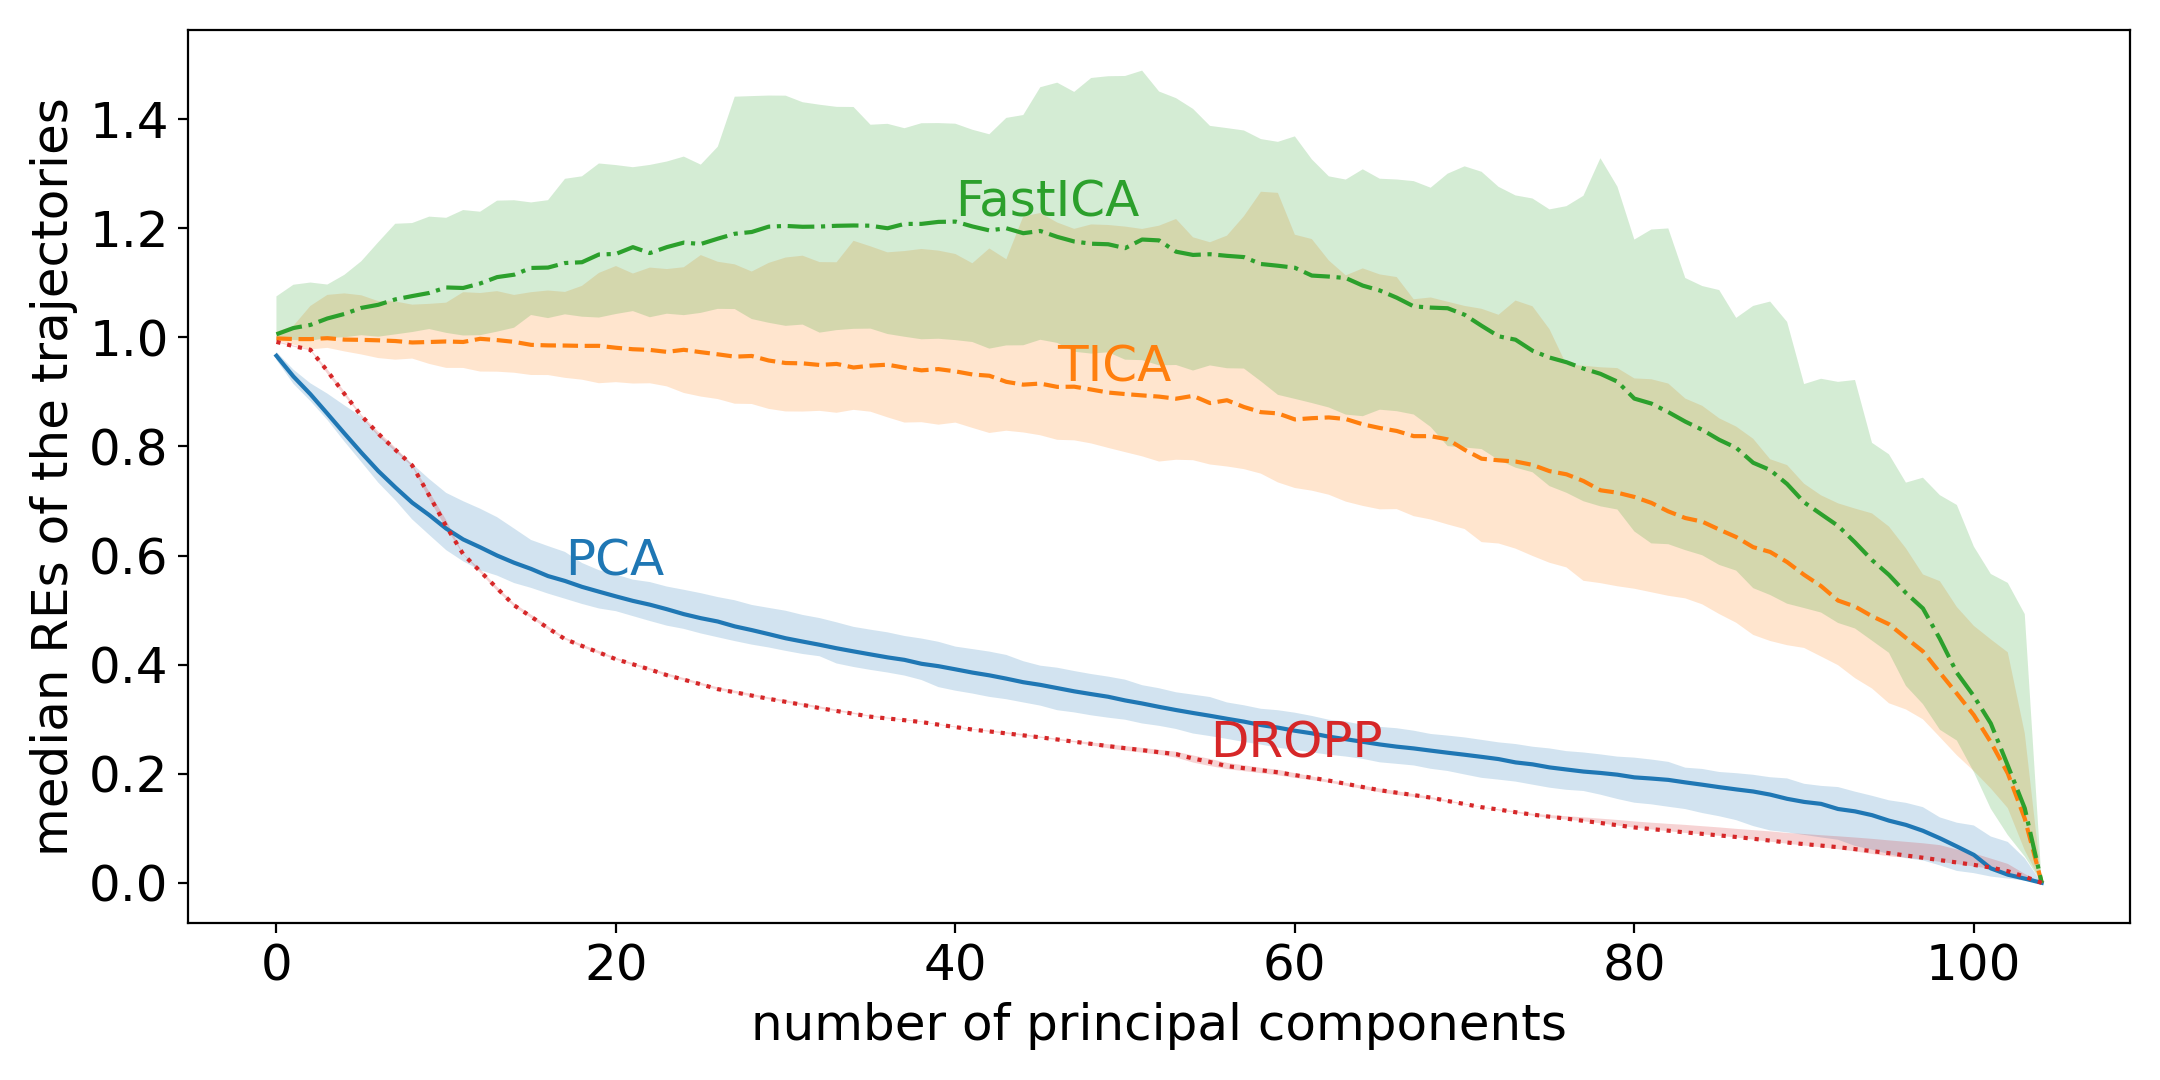 median REs of the trajectories
1.4
1.2
1.0
0.8
0.6
0.4
0.2
0.0
FastICA
TICA
PCA
DROPP
0 20 40 60 80 100
number of principal components